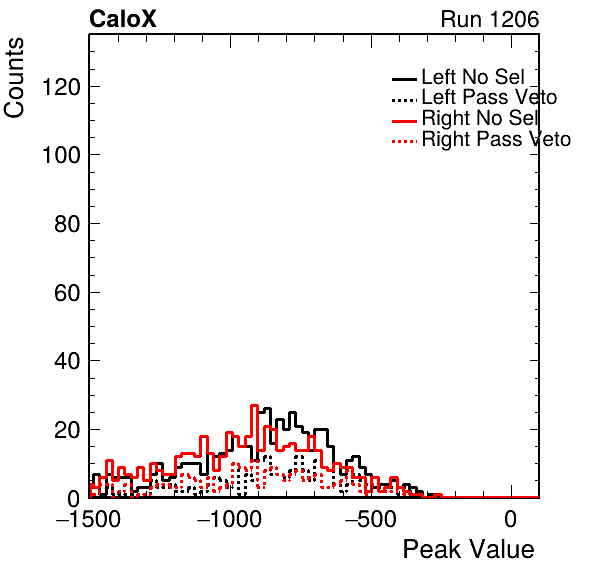 CaloX Run 1206
Counts
Left No Sel
Left Pass Veto
Right No Sel
Right Pass Veto
120
100
80
60
40
20
0
−1500 −1000 −500 0
Peak Value